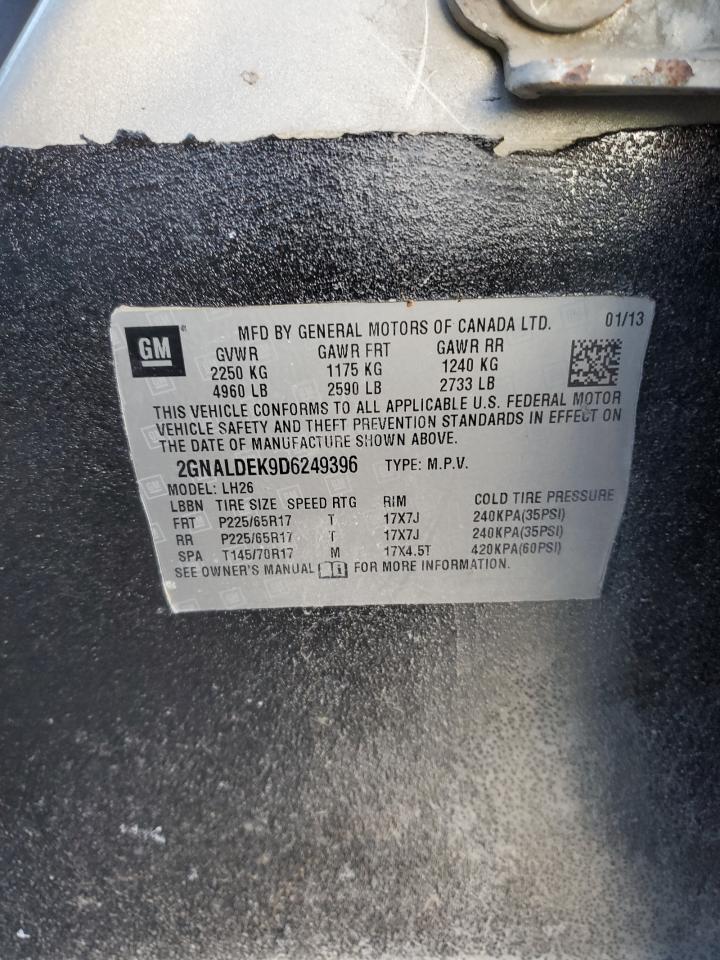 GM
MFD BY GENERAL MOTORS OF CANADA LTD. 01/13
GVWR GAWR FRT GAWR RR
2250 KG 1175 KG 1240 KG
4960 LB 2590 LB 2733 LB
THIS VEHICLE CONFORMS TO ALL APPLICABLE U.S. FEDERAL MOTOR
VEHICLE SAFETY AND THEFT PREVENTION STANDARDS IN EFFECT ON
THE DATE OF MANUFACTURE SHOWN ABOVE.
2GNALDEK9D6249396 TYPE: M.P.V.
MODEL: LH26
LBBN TIRE SIZE SPEED RTG RIM COLD TIRE PRESSURE
FRT P225/65R17 T 17X7J 240KPA(35PSI)
RR P225/65R17 T 17X7J 240KPA(35PSI)
SPA T145/70R17 M 17X4.5T 420KPA(60PSI)
SEE OWNER'S MANUAL FOR MORE INFORMATION.